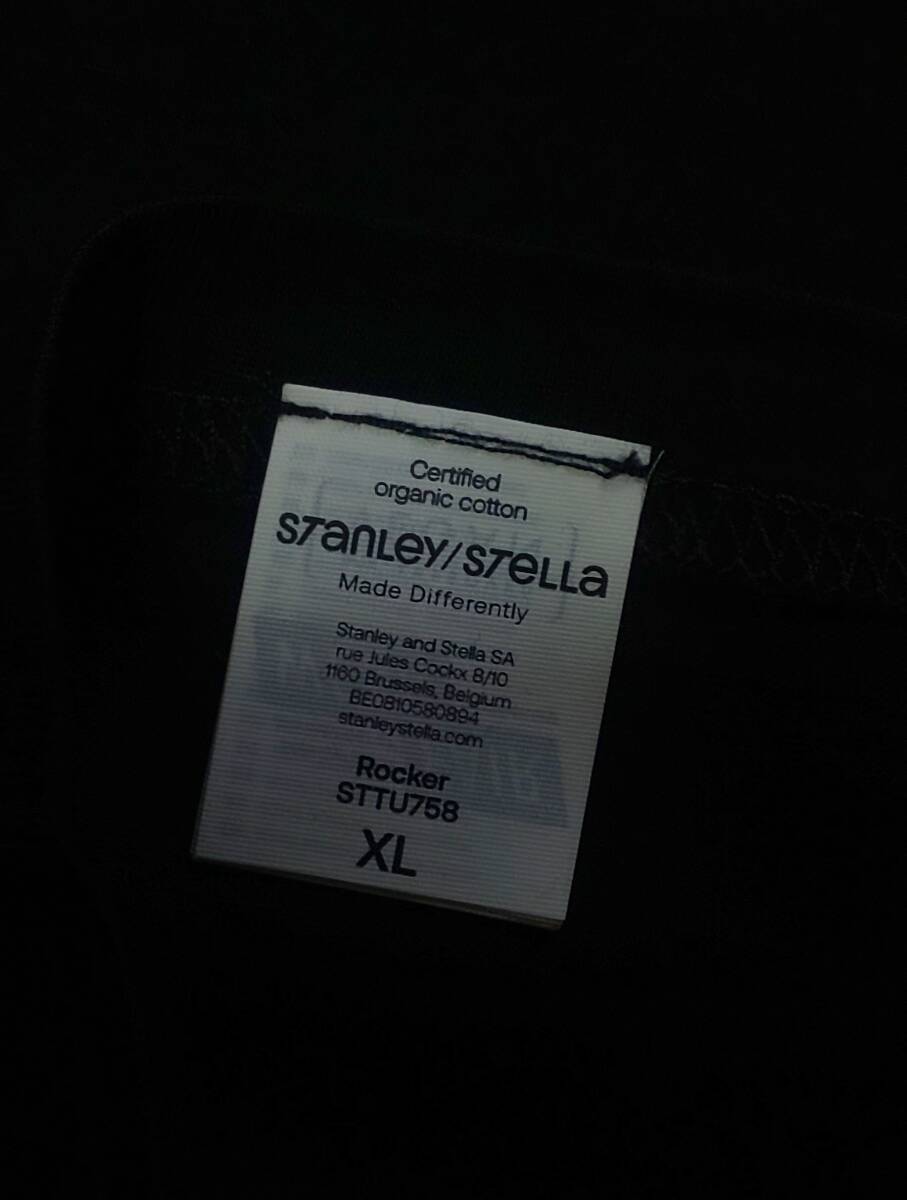 Certified
organic cotton
STANLEY/STELLA
Made Differently
Stanley and Stella SA
rue Jules Cockx 8/10
1160 Brussels, Belgium
BE0810580894
stanleystella.com
Rocker
STTU758
XL